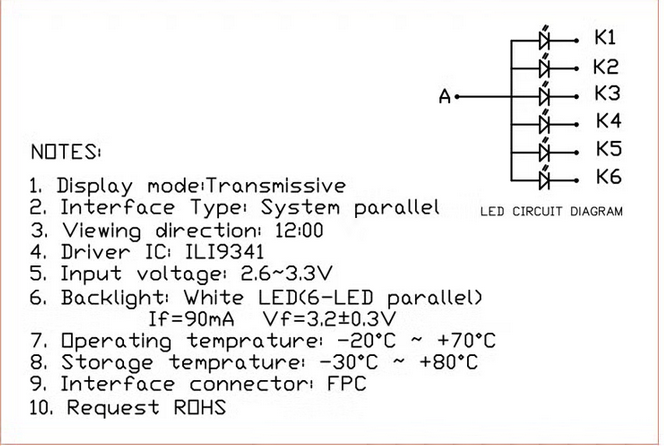 K1
K2
A
K3
K4
K5
K6
LED CIRCUIT DIAGRAM
NOTES:
1. Display mode:Transmissive
2. Interface Type: System parallel
3. Viewing direction: 12:00
4. Driver IC: ILI9341
5. Input voltage: 2.6~3.3V
6. Backlight: White LED(6-LED parallel)
If=90mA Vf=3.2±0.3V
7. Operating temprature: -20°C ~ +70°C
8. Storage temprature: -30°C ~ +80°C
9. Interface connector: FPC
10. Request ROHS